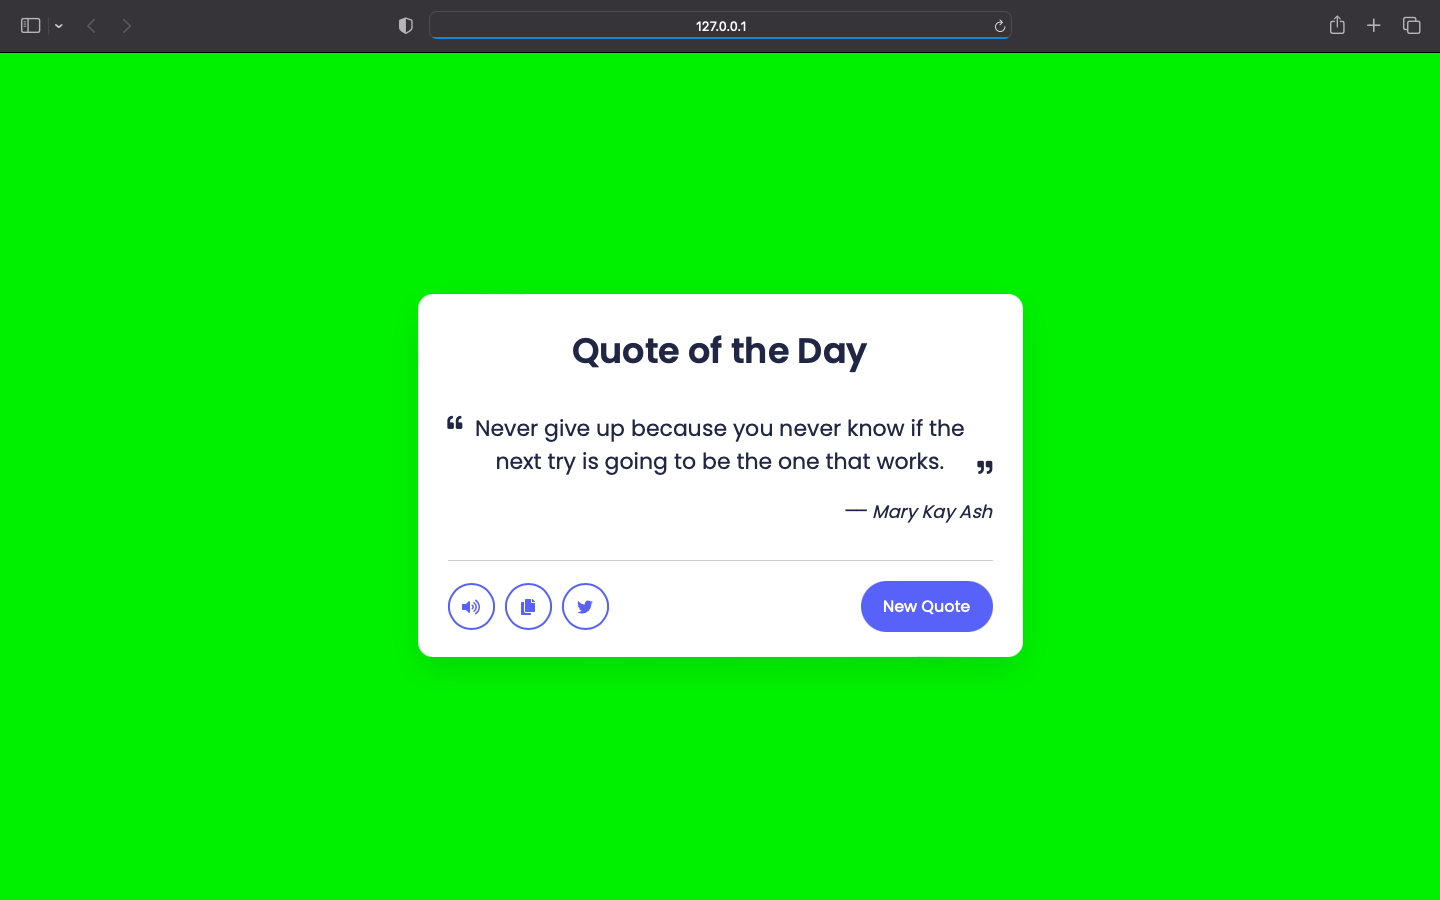 127.0.0.1
Quote of the Day
“ Never give up because you never know if the
next try is going to be the one that works. ”
— Mary Kay Ash
New Quote